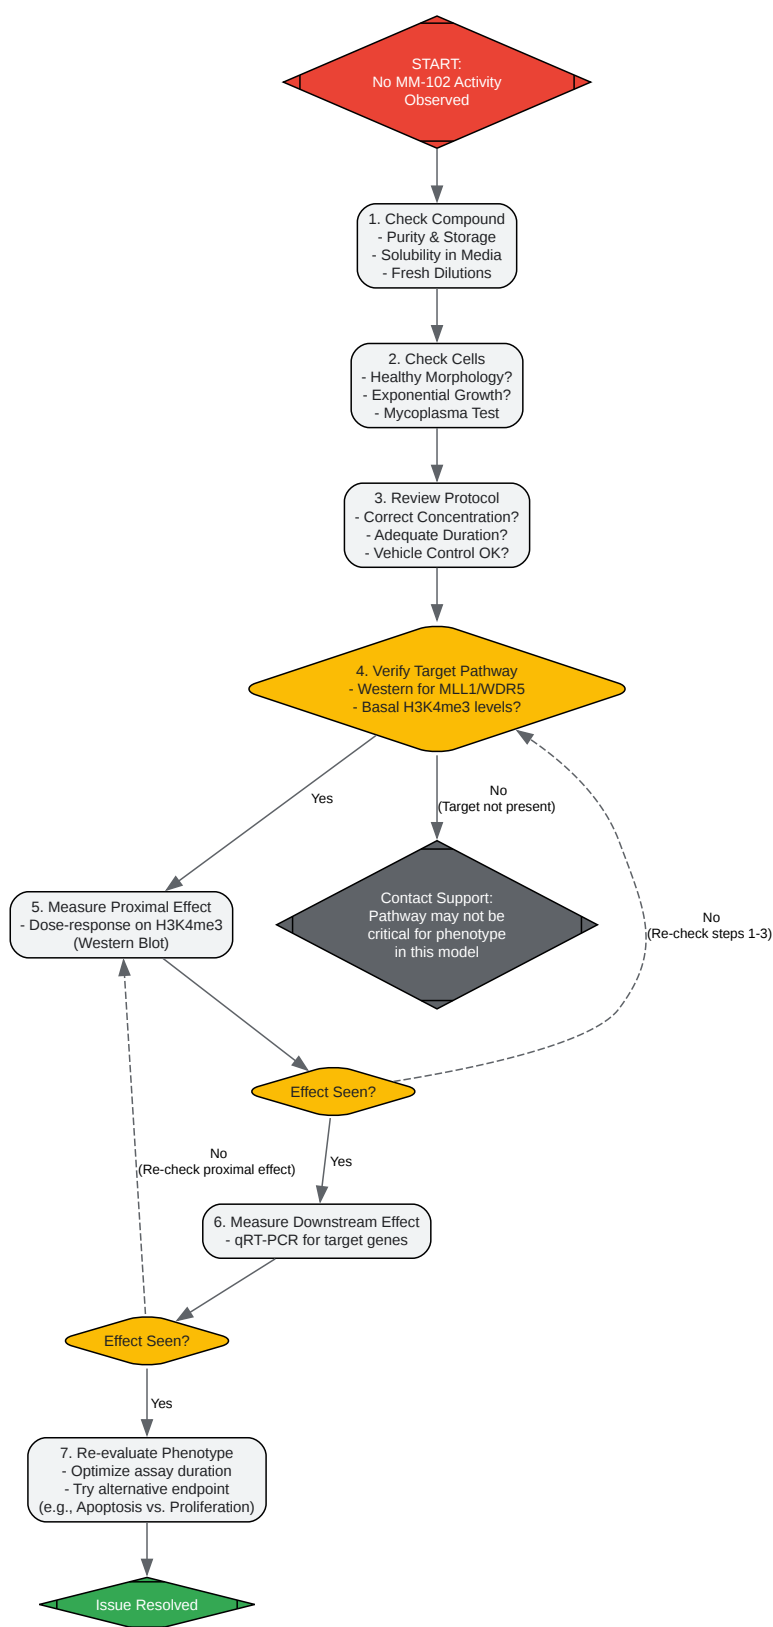 START:
No MM-102 Activity
Observed
1. Check Compound
- Purity & Storage
- Solubility in Media
- Fresh Dilutions
2. Check Cells
- Healthy Morphology?
- Exponential Growth?
- Mycoplasma Test
3. Review Protocol
- Correct Concentration?
- Adequate Duration?
- Vehicle Control OK?
4. Verify Target Pathway
- Western for MLL1/WDR5
- Basal H3K4me3 levels?
Yes
No
(Target not present)
5. Measure Proximal Effect
- Dose-response on H3K4me3
(Western Blot)
Contact Support:
Pathway may not be
critical for phenotype
in this model
No
(Re-check steps 1-3)
Effect Seen?
No
(Re-check proximal effect)
Yes
6. Measure Downstream Effect
- qRT-PCR for target genes
Effect Seen?
Yes
7. Re-evaluate Phenotype
- Optimize assay duration
- Try alternative endpoint
(e.g., Apoptosis vs. Proliferation)
Issue Resolved